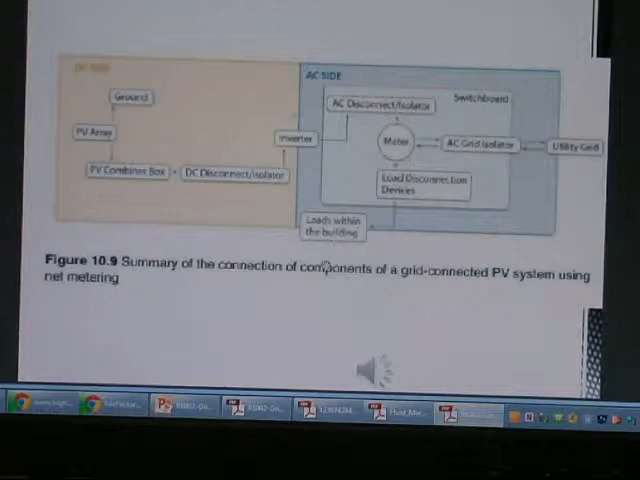 DC SIDE
AC SIDE
Ground
AC Disconnect/Isolator
Switchboard
PV Array
Inverter
Meter
AC Grid Isolator
Utility Grid
PV Combiner Box
DC Disconnect/Isolator
Load Disconnection
Devices
Loads within
the building
Figure 10.9 Summary of the connection of components of a grid-connected PV system using
net metering